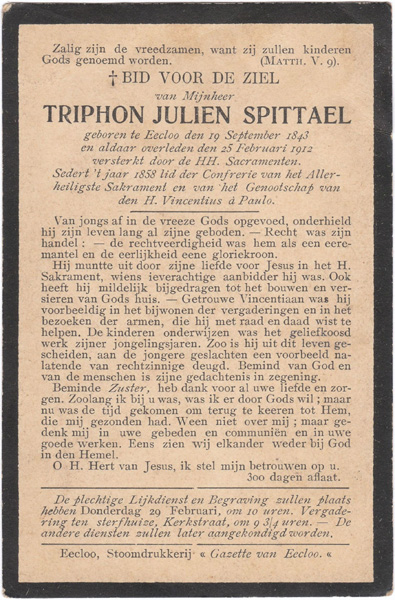 Zalig zijn de vreedzamen, want zij zullen kinderen
Gods genoemd worden. (MATTH. V. 9).
† BID VOOR DE ZIEL
van Mijnheer
TRIPHON JULIEN SPITTAEL
geboren te Eecloo den 19 September 1843
en aldaar overleden den 25 Februari 1912
versterkt door de HH. Sacramenten.
Sedert 't jaar 1858 lid der Confrerie van het Aller-
heiligste Sakrament en van het Genootschap van
den H. Vincentius à Paulo.
Van jongs af in de vreeze Gods opgevoed, onderhield
hij zijn leven lang al zijne geboden. — Recht was zijn
handel : — de rechtveerdigheid was hem als een eere-
mantel en de eerlijkheid eene gloriekroon.
Hij muntte uit door zijne liefde voor Jesus in het H.
Sakrament, wiens ieverachtige aanbidder hij was. Ook
heeft hij mildelijk bijgedragen tot het bouwen en ver-
sieren van Gods huis. — Getrouwe Vincentiaan was hij
voorbeeldig in het bijwonen der vergaderingen en in het
bezoeken der armen, die hij met raad en daad wist te
helpen. De kinderen onderwijzen was het geliefkoosd
werk zijner jongelingsjaren. Zoo is hij uit dit leven ge-
scheiden, aan de jongere geslachten een voorbeeld na-
latende van rechtzinnige deugd. Bemind van God en
van de menschen is zijne gedachtenis in zegening.
Beminde Zuster, heb dank voor al uwe liefde en zor-
gen. Zoolang ik bij u was, was ik er door Gods wil ; maar
nu was de tijd gekomen om terug te keeren tot Hem,
die mij gezonden had. Ween niet over mij ; maar ge-
denk mij in uwe gebeden en communiën en in uwe
goede werken. Eens zien wij elkander weder bij God
in den Hemel.
O H. Hert van Jesus, ik stel mijn betrouwen op u.
300 dagen aflaat.
De plechtige Lijkdienst en Begraving zullen plaats
hebben Donderdag 29 Februari, om 10 uren. Vergade-
ring ten sterfhuize, Kerkstraat, om 9 3/4 uren. — De
andere diensten zullen later aangekondigd worden.
Eecloo, Stoomdrukkerij « Gazette van Eecloo. «